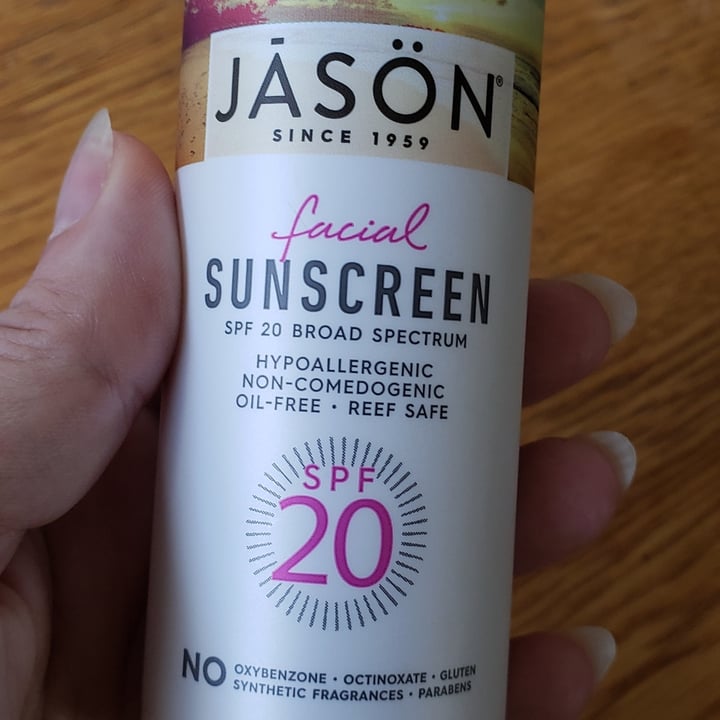 JĀSÖN®
SINCE 1959
facial
SUNSCREEN
SPF 20 BROAD SPECTRUM
HYPOALLERGENIC
NON-COMEDOGENIC
OIL-FREE • REEF SAFE
SPF
20
NO OXYBENZONE • OCTINOXATE • GLUTEN
SYNTHETIC FRAGRANCES • PARABENS